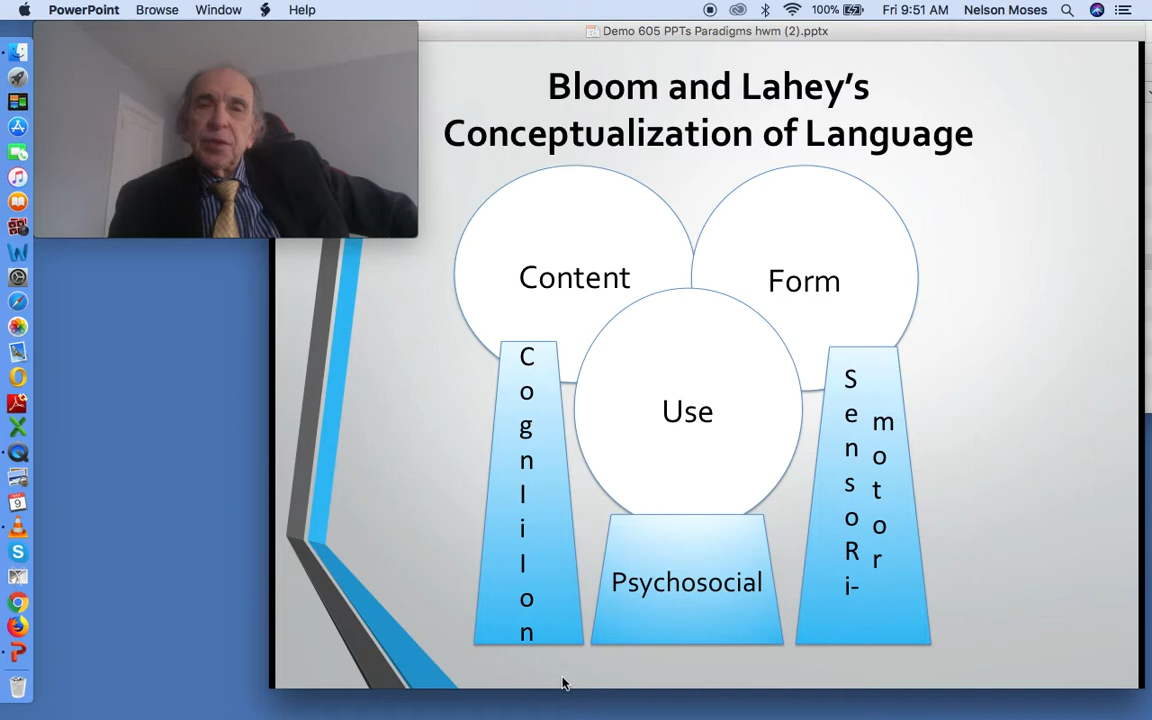 PowerPoint Browse Window Help 100% Fri 9:51 AM Nelson Moses
Demo 605 PPTs Paradigms hwm (2).pptx
Bloom and Lahey's
Conceptualization of Language
Content
Form
Use
C
o
g
n
I
i
l
o
n
S
e
n
s
o
R
i-
m
o
t
o
r
Psychosocial
9